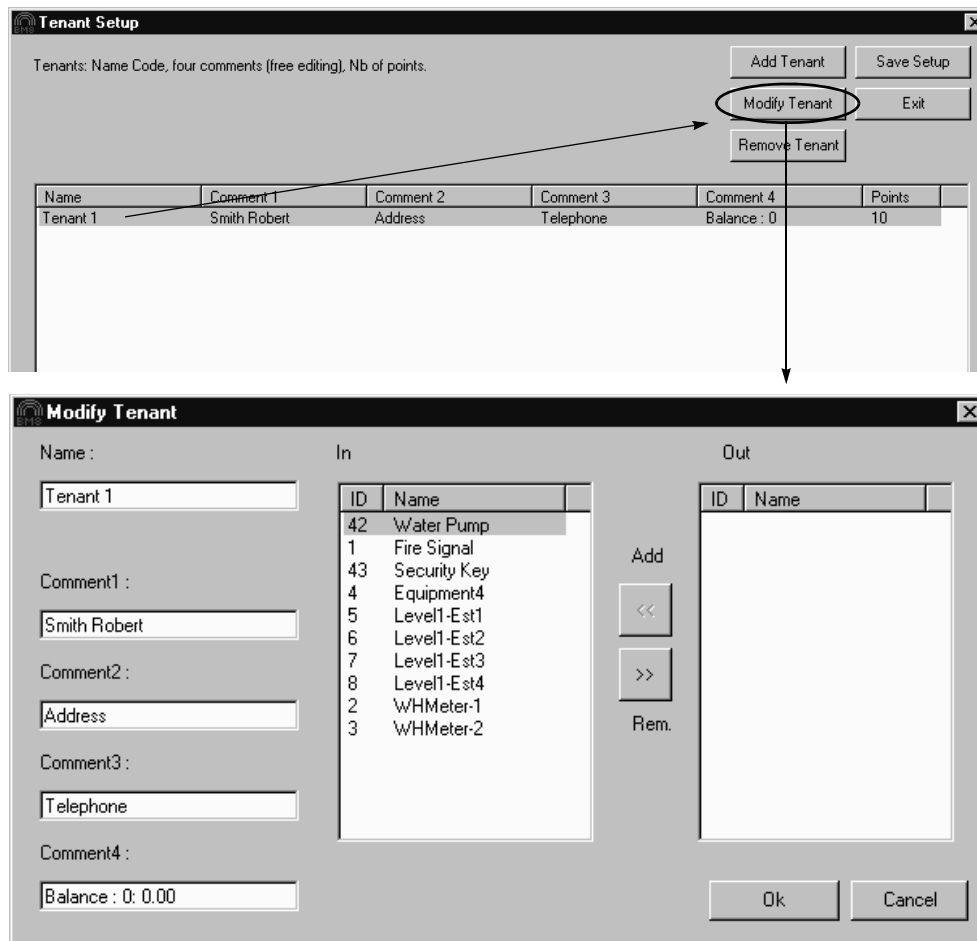 BMS Tenant Setup
Tenants: Name Code, four comments (free editing), Nb of points.
Add Tenant Save Setup
Modify Tenant Exit
Remove Tenant
Name Comment 1 Comment 2 Comment 3 Comment 4 Points
Tenant 1 Smith Robert Address Telephone Balance : 0 10
BMS Modify Tenant
Name : In Out
Tenant 1
ID Name ID Name
42 Water Pump
1 Fire Signal
Add
43 Security Key
Comment1 :
4 Equipment4
<<
5 Level1-Est1
Smith Robert
6 Level1-Est2
7 Level1-Est3
Comment2 :
8 Level1-Est4
>>
2 WHMeter-1
Address
3 WHMeter-2
Rem.
Comment3 :
Telephone
Comment4 :
Balance : 0: 0.00
Ok Cancel